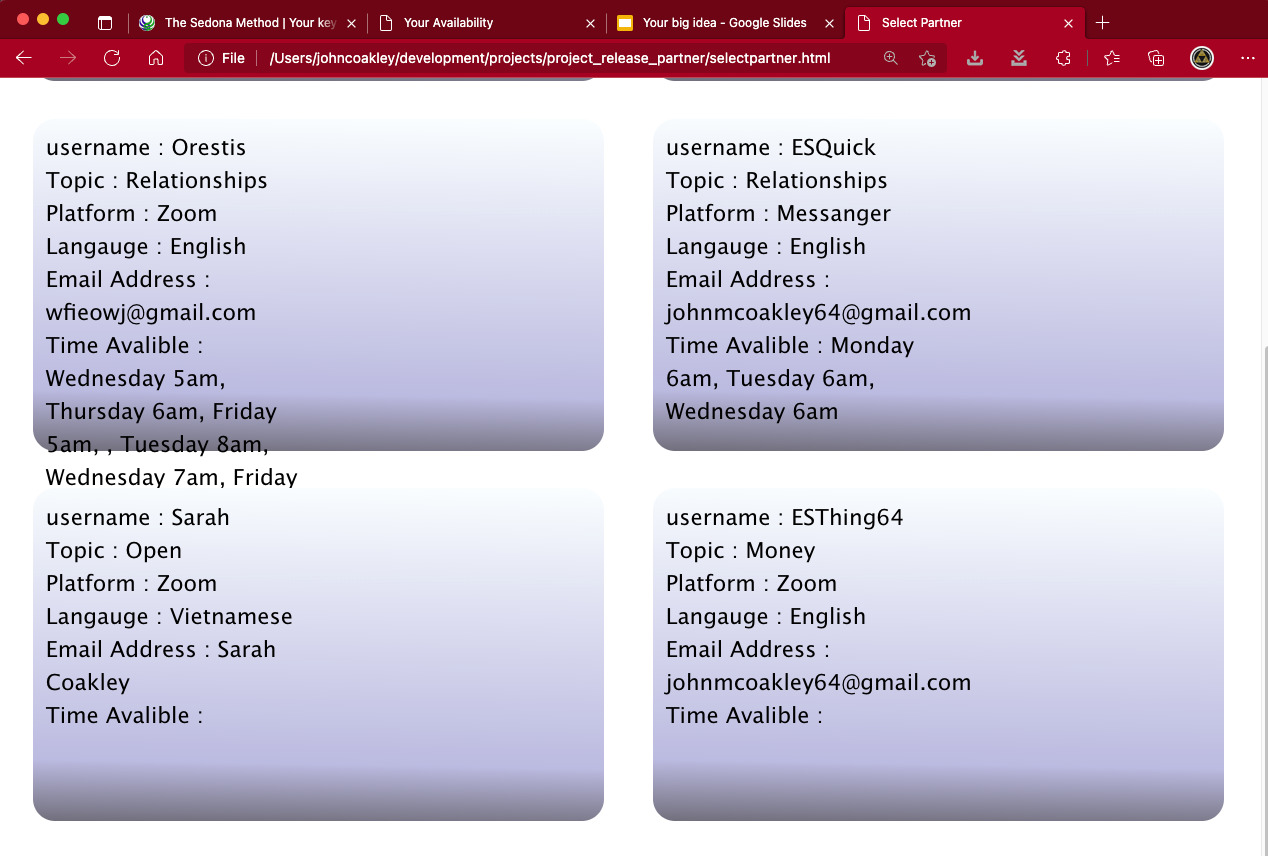 The Sedona Method | Your key
Your Availability
Your big idea - Google Slides
Select Partner
File
/Users/johncoakley/development/projects/project_release_partner/selectpartner.html
username : Orestis
Topic : Relationships
Platform : Zoom
Langauge : English
Email Address :
wfieowj@gmail.com
Time Avalible :
Wednesday 5am,
Thursday 6am, Friday
5am, , Tuesday 8am,
Wednesday 7am, Friday
username : ESQuick
Topic : Relationships
Platform : Messanger
Langauge : English
Email Address :
johnmcoakley64@gmail.com
Time Avalible : Monday
6am, Tuesday 6am,
Wednesday 6am
username : Sarah
Topic : Open
Platform : Zoom
Langauge : Vietnamese
Email Address : Sarah
Coakley
Time Avalible :
username : ESThing64
Topic : Money
Platform : Zoom
Langauge : English
Email Address :
johnmcoakley64@gmail.com
Time Avalible :